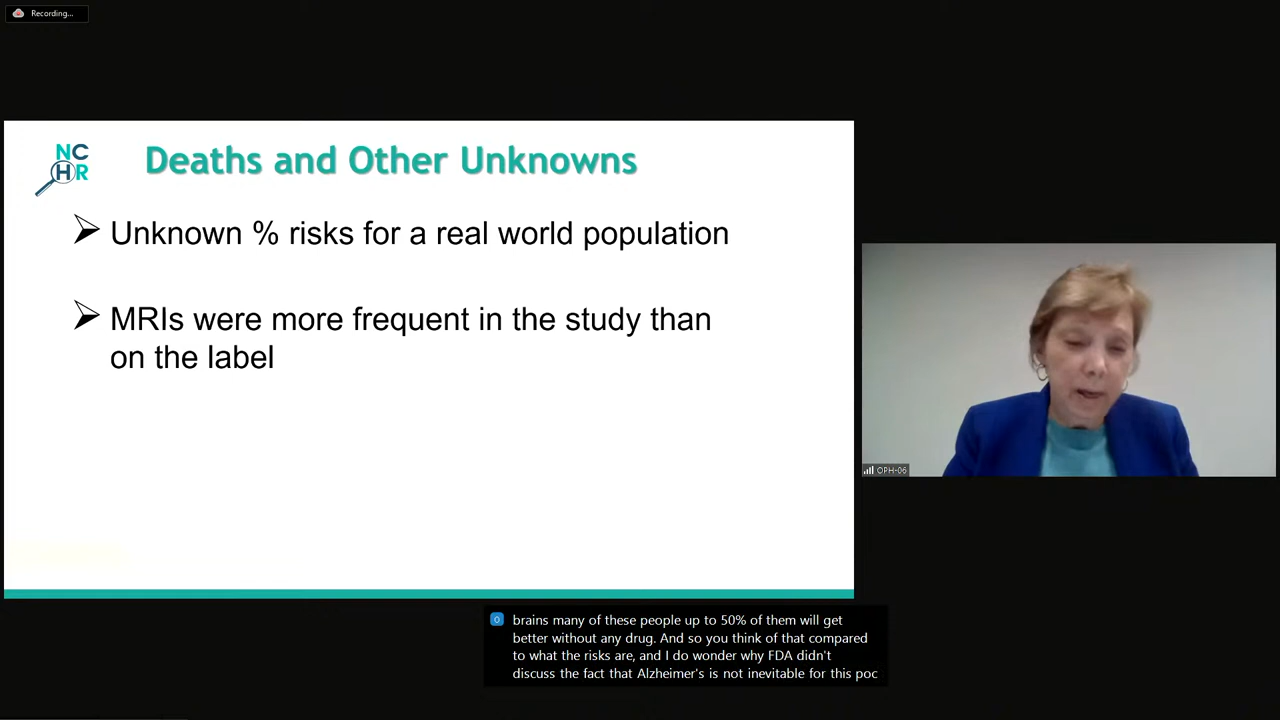 Recording...
NC
HR
Deaths and Other Unknowns
Unknown % risks for a real world population
MRIs were more frequent in the study than
on the label
OPH-06
brains many of these people up to 50% of them will get
better without any drug. And so you think of that compared
to what the risks are, and I do wonder why FDA didn't
discuss the fact that Alzheimer's is not inevitable for this poc